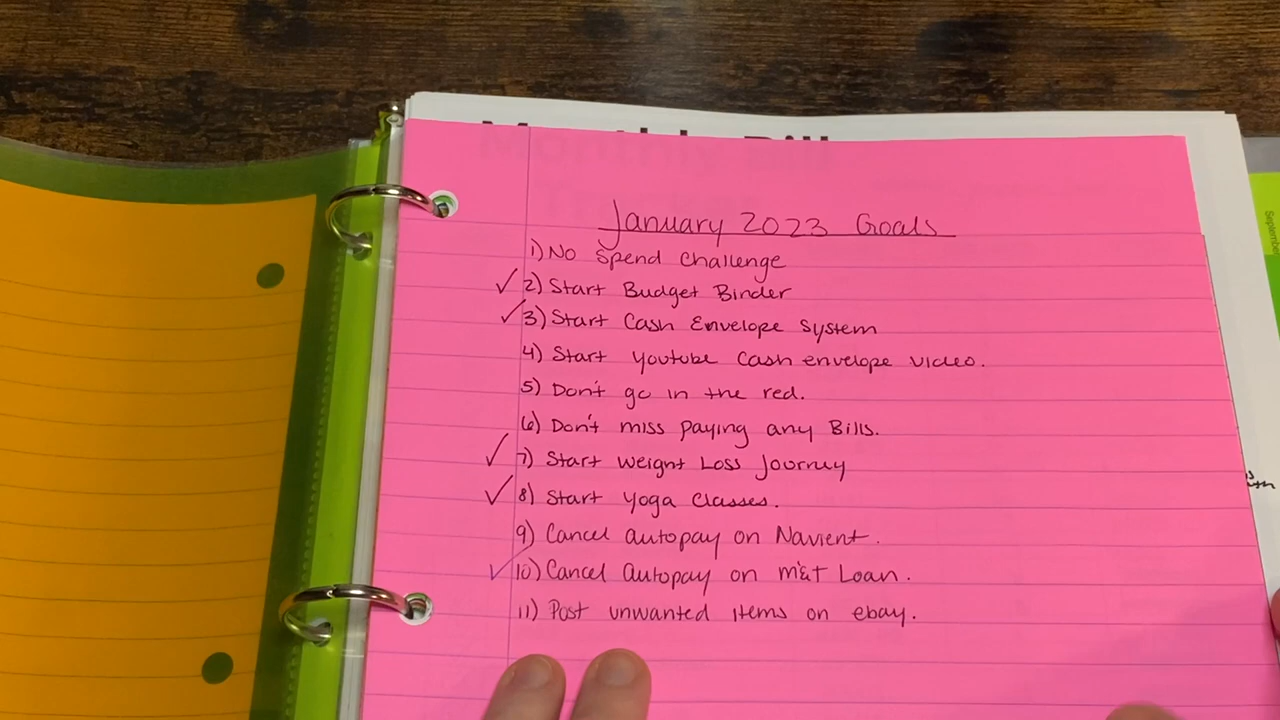 Monthly Bill
January 2023 Goals
1) No Spend Challenge
✓ 2) Start Budget Binder
✓ 3) Start Cash Envelope System
4) Start youtube Cash envelope video.
5) Don't go in the red.
6) Don't miss paying any Bills.
✓ 7) Start Weight Loss Journey
✓ 8) Start Yoga Classes.
9) Cancel autopay on Navient.
✓ 10) Cancel Autopay on m&t Loan.
11) Post unwanted items on ebay.
September